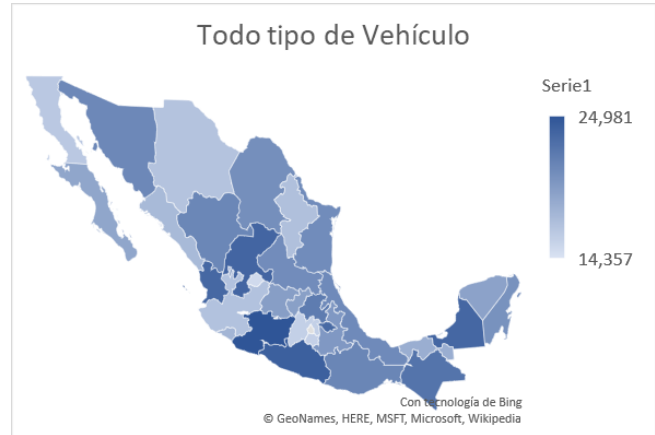 Todo tipo de Vehículo
Serie1
24,981
14,357
Con tecnología de Bing
© GeoNames, HERE, MSFT, Microsoft, Wikipedia